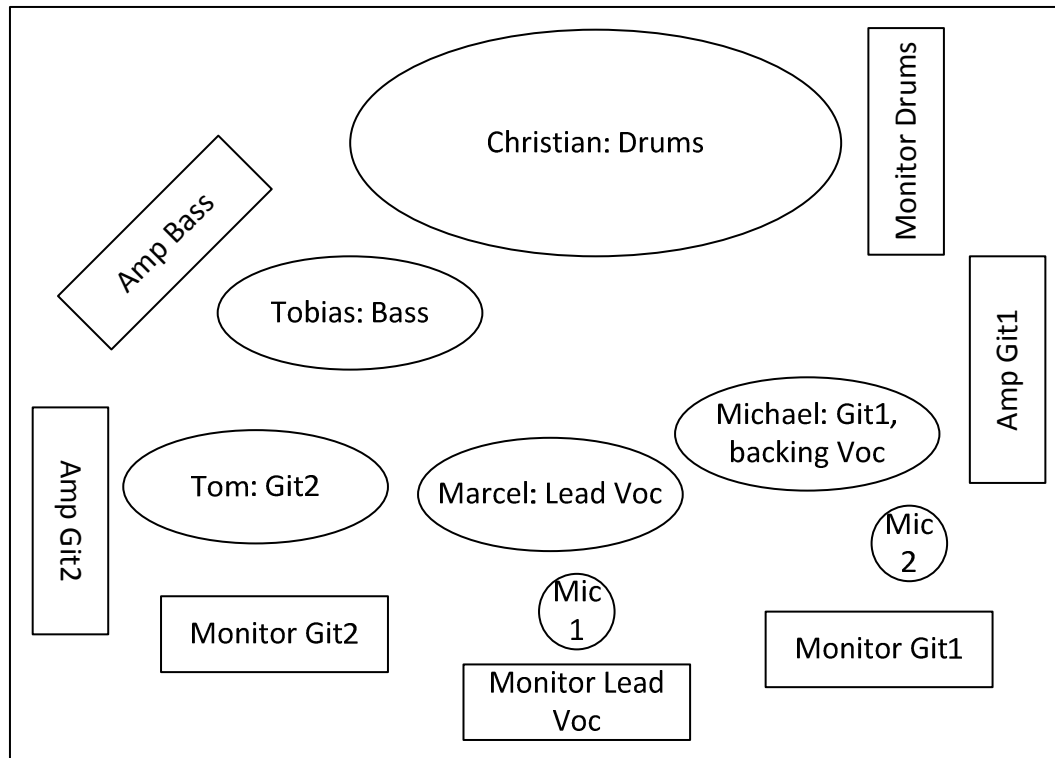 Christian: Drums
Monitor Drums
Amp Bass
Tobias: Bass
Amp Git1
Michael: Git1,
backing Voc
Amp Git2
Tom: Git2
Marcel: Lead Voc
Mic
2
Mic
1
Monitor Git2
Monitor Git1
Monitor Lead
Voc